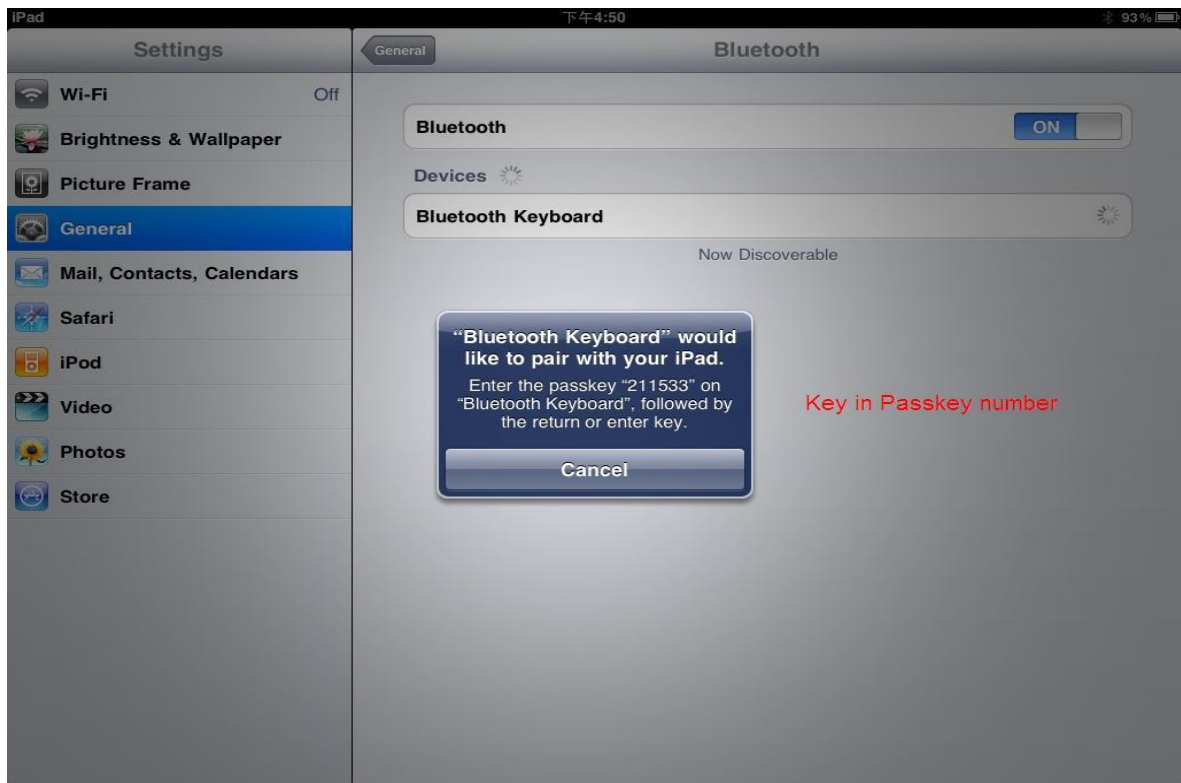 iPad
下午4:50
93%
Settings
General
Bluetooth
Wi-Fi
Off
Brightness & Wallpaper
Picture Frame
General
Mail, Contacts, Calendars
Safari
iPod
Video
Photos
Store
Bluetooth
ON
Devices
Bluetooth Keyboard
Now Discoverable
“Bluetooth Keyboard” would
like to pair with your iPad.
Enter the passkey “211533” on
“Bluetooth Keyboard”, followed by
the return or enter key.
Cancel
Key in Passkey number